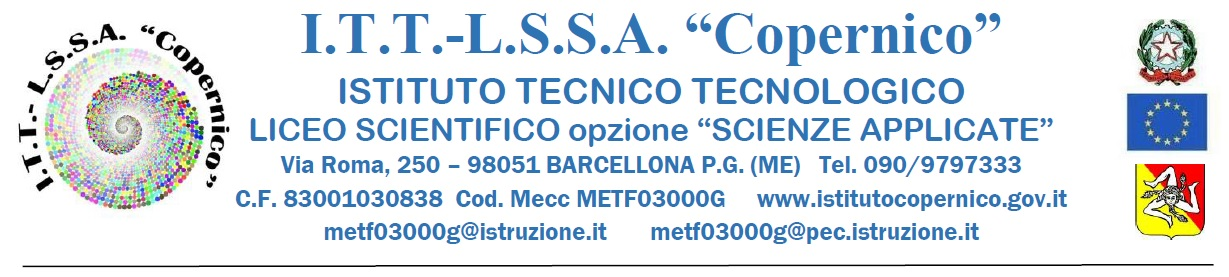 I.T.T.- L.S.S.A. “Copernico”
I.T.T.-L.S.S.A. “Copernico”
ISTITUTO TECNICO TECNOLOGICO
LICEO SCIENTIFICO opzione “SCIENZE APPLICATE”
Via Roma, 250 – 98051 BARCELLONA P.G. (ME) Tel. 090/9797333
C.F. 83001030838 Cod. Mecc METF03000G www.istitutocopernico.gov.it
metf03000g@istruzione.it metf03000g@pec.istruzione.it